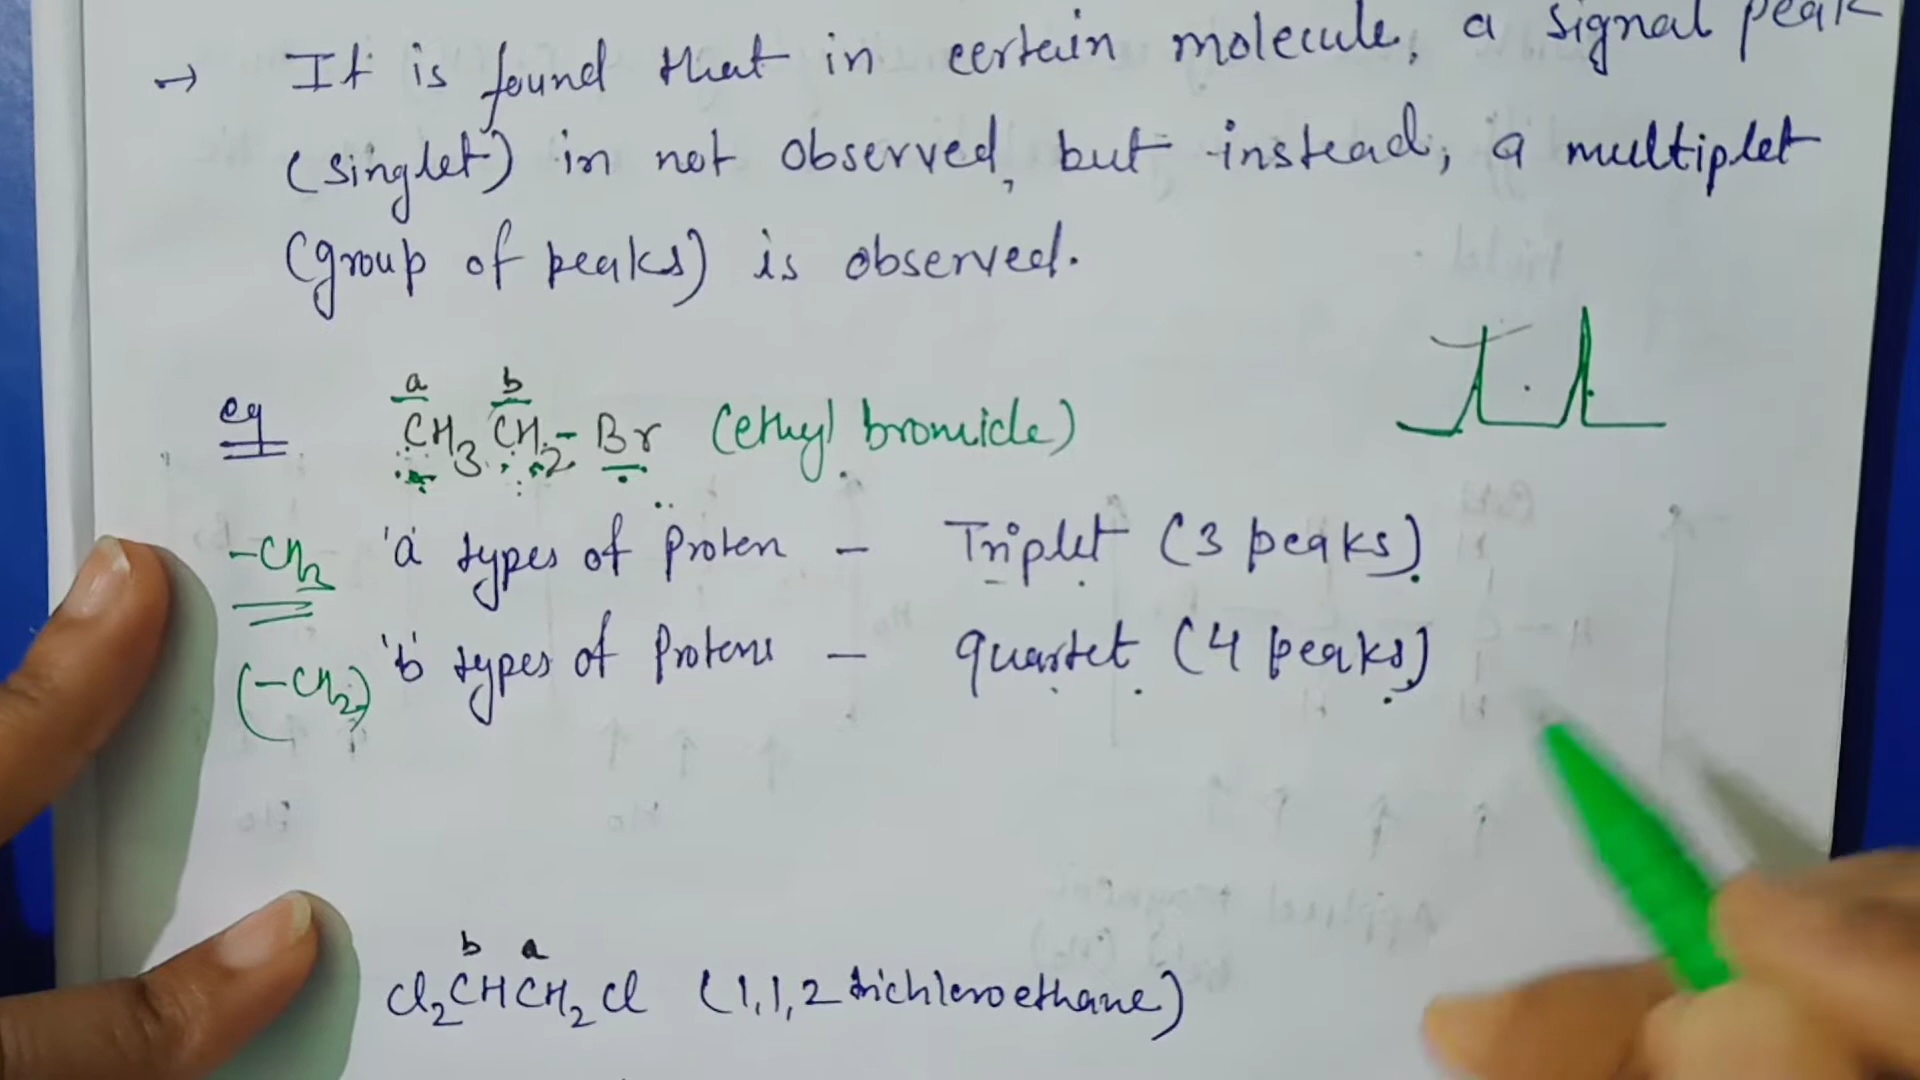 → It is found that in certain molecule, a signal peak
(singlet) in not observed, but instead, a multiplet
(group of peaks) is observed.
a b
eg CH3 CH2-Br (ethyl bromide)
'a' types of Proton - Triplet (3 peaks)
-CH2
'b' types of Protons - quartet (4 peaks)
(-CH2)
b a
Cl2CHCH2Cl (1,1,2 trichloroethane)